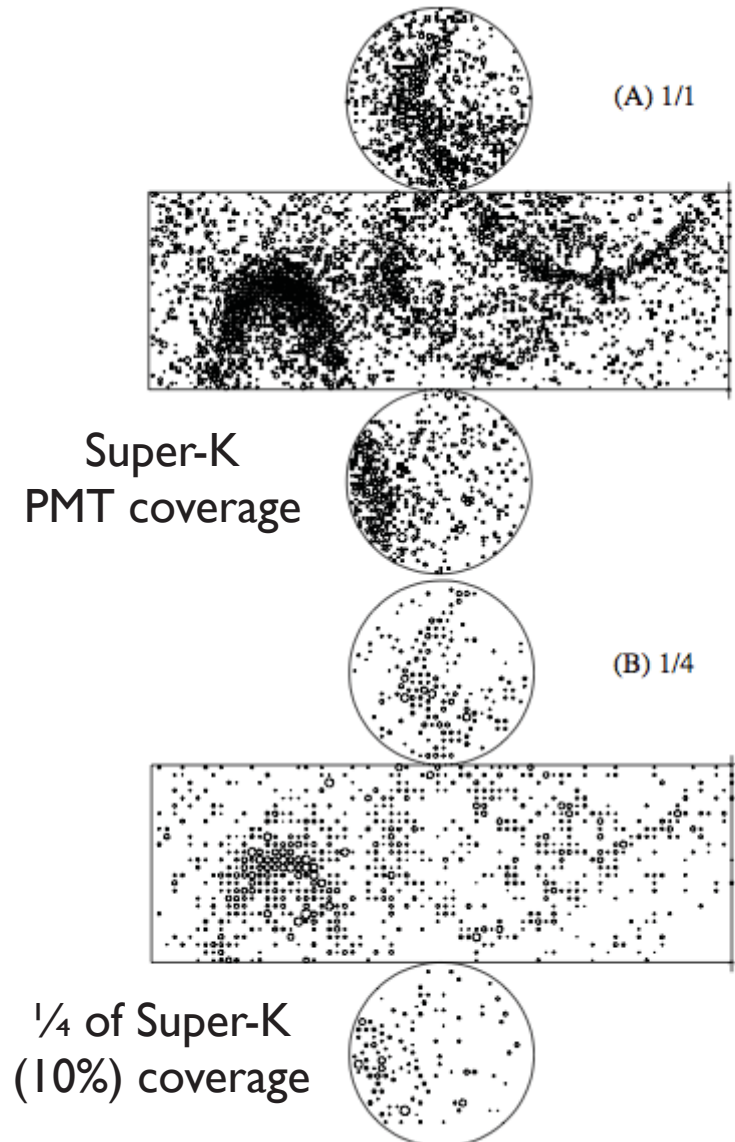 (A) 1/1
Super-K
PMT coverage
(B) 1/4
¼ of Super-K
(10%) coverage